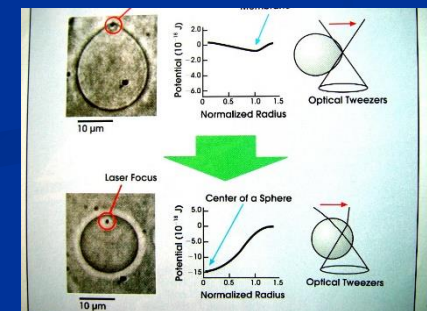 Membrane
Potential (10⁻¹⁸ J)
2.0
0
-2.0
-4.0
-6.0
0 0.5 1.0 1.5
Normalized Radius
Optical Tweezers
10 µm
Laser Focus
Center of a Sphere
Potential (10⁻¹⁸ J)
5.0
0
-5
-10
-15
0 0.5 1.0 1.5
Normalized Radius
Optical Tweezers
10 µm